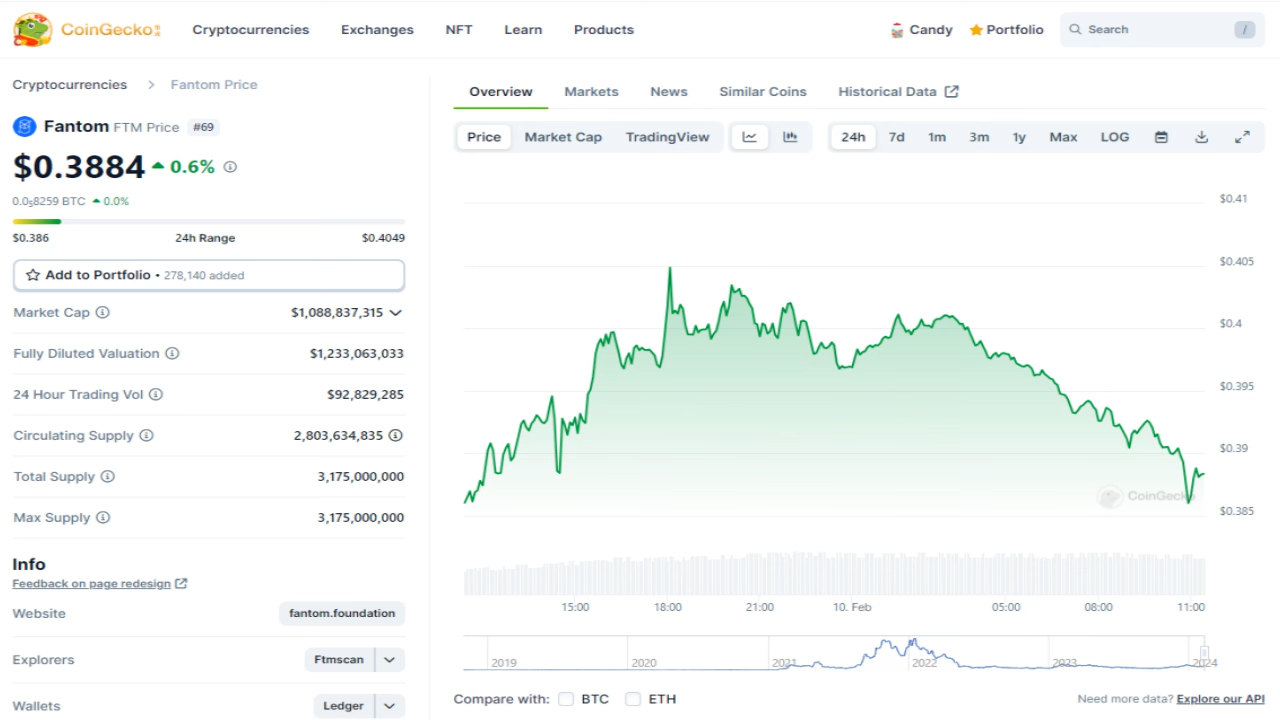 CoinGecko
Cryptocurrencies
Exchanges
NFT
Learn
Products
Candy
Portfolio
Search
/
Cryptocurrencies > Fantom Price
Fantom FTM Price #69
$0.3884 0.6%
0.0₅8259 BTC 0.0%
$0.386 24h Range $0.4049
Add to Portfolio • 278,140 added
Market Cap $1,088,837,315
Fully Diluted Valuation $1,233,063,033
24 Hour Trading Vol $92,829,285
Circulating Supply 2,803,634,835
Total Supply 3,175,000,000
Max Supply 3,175,000,000
Info
Feedback on page redesign
Website fantom.foundation
Explorers Ftmscan
Wallets Ledger
Overview Markets News Similar Coins Historical Data
Price Market Cap TradingView 24h 7d 1m 3m 1y Max LOG
$0.41
$0.405
$0.4
$0.395
$0.39
$0.385
CoinGecko
15:00 18:00 21:00 10. Feb 05:00 08:00 11:00
2019 2020 2021 2022 2023 2024
Compare with: BTC ETH
Need more data? Explore our API